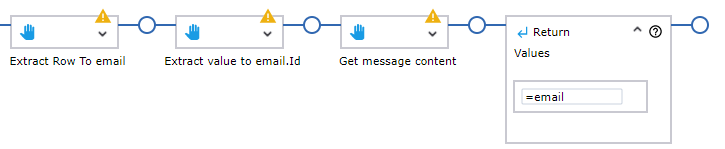 Extract Row To email
Extract value to email.Id
Get message content
Return
Values
=email